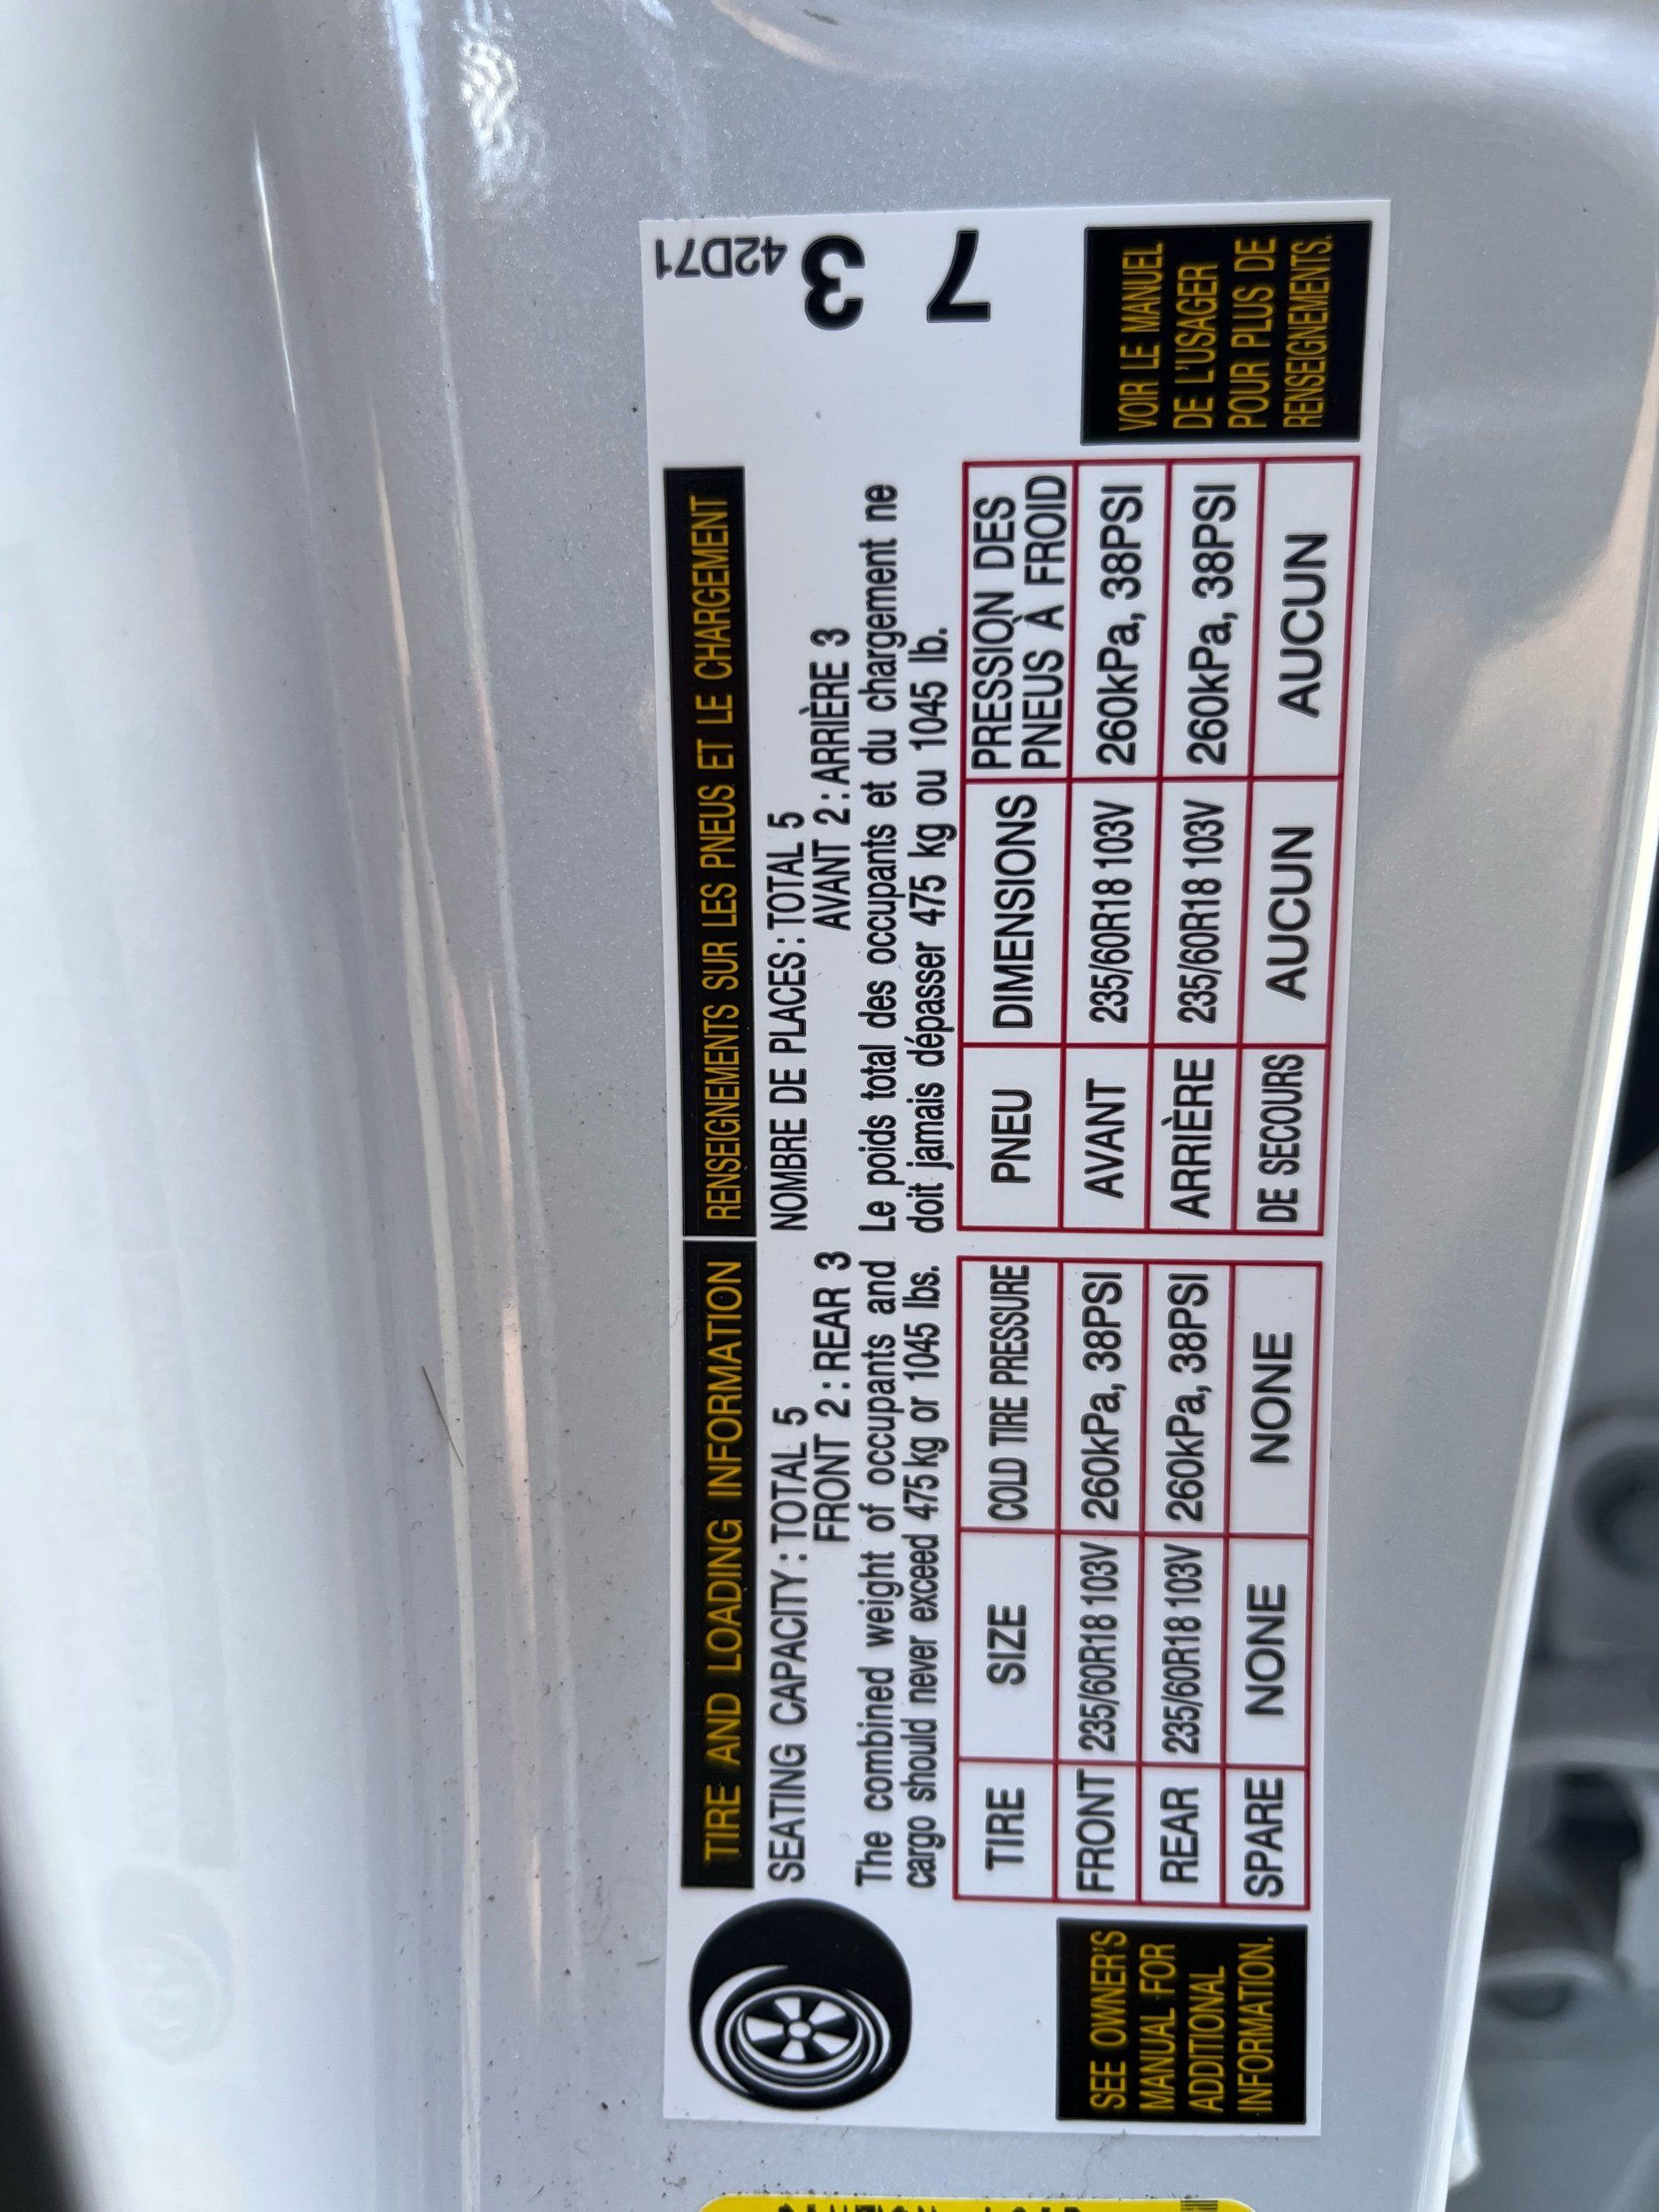 TIRE AND LOADING INFORMATION
SEATING CAPACITY : TOTAL 5
FRONT 2 : REAR 3
The combined weight of occupants and
cargo should never exceed 475 kg or 1045 lbs.
TIRE SIZE COLD TIRE PRESSURE
FRONT 235/60R18 103V 260kPa, 38PSI
REAR 235/60R18 103V 260kPa, 38PSI
SPARE NONE NONE
SEE OWNER'S
MANUAL FOR
ADDITIONAL
INFORMATION.
RENSEIGNEMENTS SUR LES PNEUS ET LE CHARGEMENT
NOMBRE DE PLACES : TOTAL 5
AVANT 2 : ARRIÈRE 3
Le poids total des occupants et du chargement ne
doit jamais dépasser 475 kg ou 1045 lb.
PNEU DIMENSIONS PRESSION DES
PNEUS À FROID
AVANT 235/60R18 103V 260kPa, 38PSI
ARRIÈRE 235/60R18 103V 260kPa, 38PSI
DE SECOURS AUCUN AUCUN
42D71
3
7
VOIR LE MANUEL
DE L'USAGER
POUR PLUS DE
RENSEIGNEMENTS.